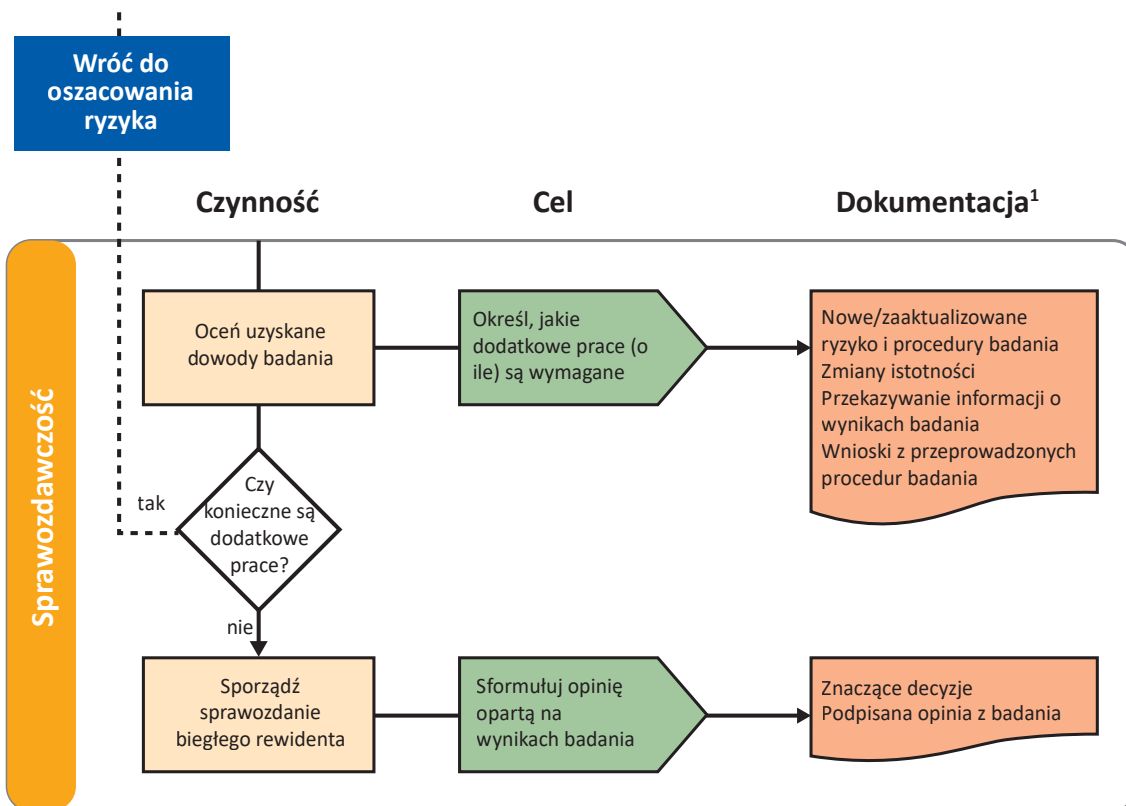 Wróć do
oszacowania
ryzyka
Czynność
Cel
Dokumentacja¹
Sprawozdawczość
Oceń uzyskane
dowody badania
Określ, jakie
dodatkowe prace (o
ile) są wymagane
Nowe/zaaktualizowane
ryzyko i procedury badania
Zmiany istotności
Przekazywanie informacji o
wynikach badania
Wnioski z przeprowadzonych
procedur badania
tak
Czy
konieczne są
dodatkowe
prace?
nie
Sporządź
sprawozdanie
biegłego rewidenta
Sformułuj opinię
opartą na
wynikach badania
Znaczące decyzje
Podpisana opinia z badania